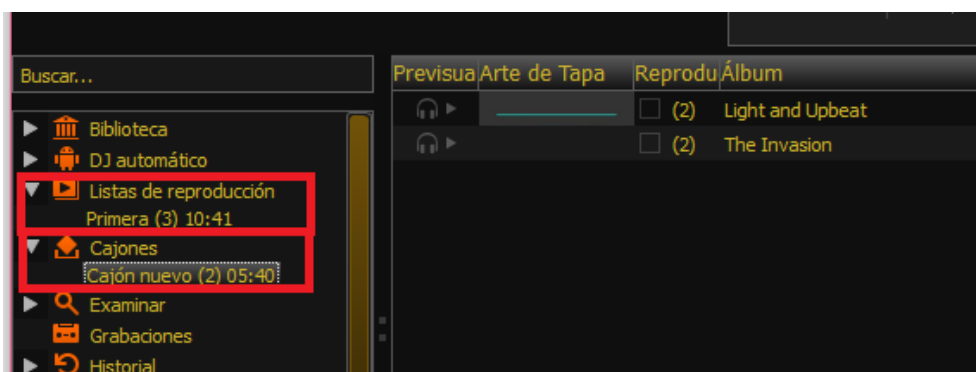 Buscar...
Biblioteca
DJ automático
Listas de reproducción
Primera (3) 10:41
Cajones
Cajón nuevo (2) 05:40
Examinar
Grabaciones
Historial
Previsua Arte de Tapa Reprodu Álbum
(2) Light and Upbeat
(2) The Invasion